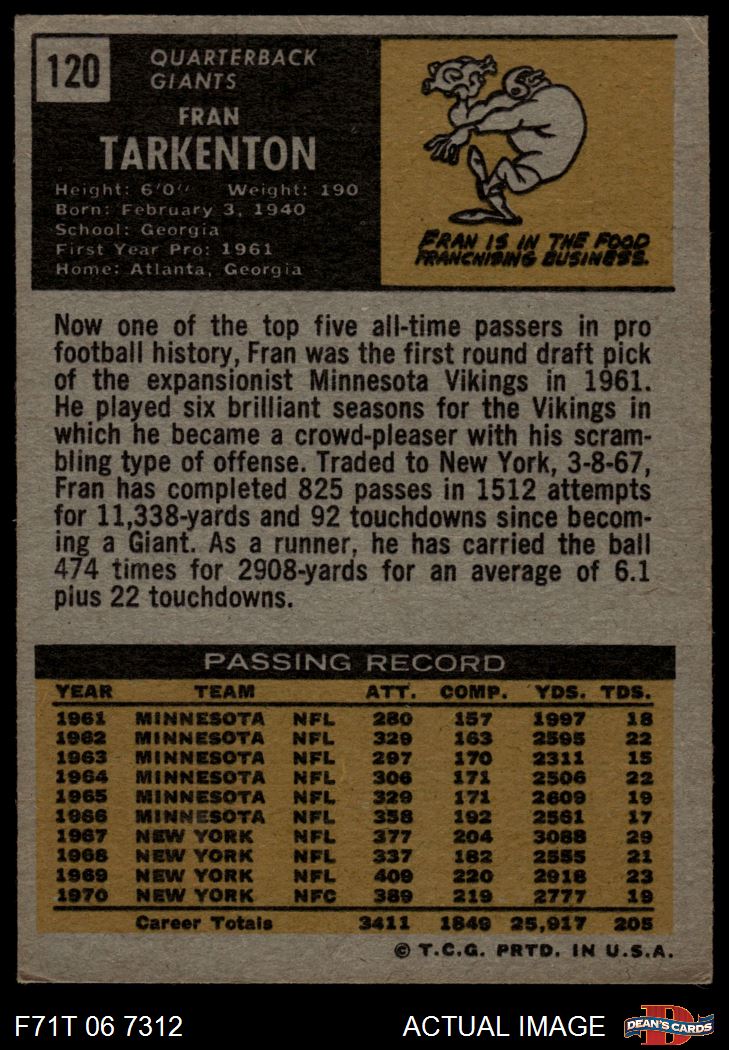 120
QUARTERBACK
GIANTS
FRAN
TARKENTON
Height: 6'0" Weight: 190
Born: February 3, 1940
School: Georgia
First Year Pro: 1961
Home: Atlanta, Georgia
FRAN IS IN THE FOOD
FRANCHISING BUSINESS.
Now one of the top five all-time passers in pro
football history, Fran was the first round draft pick
of the expansionist Minnesota Vikings in 1961.
He played six brilliant seasons for the Vikings in
which he became a crowd-pleaser with his scram-
bling type of offense. Traded to New York, 3-8-67,
Fran has completed 825 passes in 1512 attempts
for 11,338-yards and 92 touchdowns since becom-
ing a Giant. As a runner, he has carried the ball
474 times for 2908-yards for an average of 6.1
plus 22 touchdowns.
PASSING RECORD
YEAR TEAM ATT. COMP. YDS. TDS.
1961 MINNESOTA NFL 280 157 1997 18
1962 MINNESOTA NFL 329 163 2595 22
1963 MINNESOTA NFL 297 170 2311 15
1964 MINNESOTA NFL 306 171 2506 22
1965 MINNESOTA NFL 329 171 2609 19
1966 MINNESOTA NFL 358 192 2561 17
1967 NEW YORK NFL 377 204 3088 29
1968 NEW YORK NFL 337 182 2555 21
1969 NEW YORK NFL 409 220 2918 23
1970 NEW YORK NFC 389 219 2777 19
Career Totals 3411 1849 25,917 205
© T.C.G. PRTD. IN U.S.A.
F71T 06 7312 ACTUAL IMAGE D DEAN'S CARDS